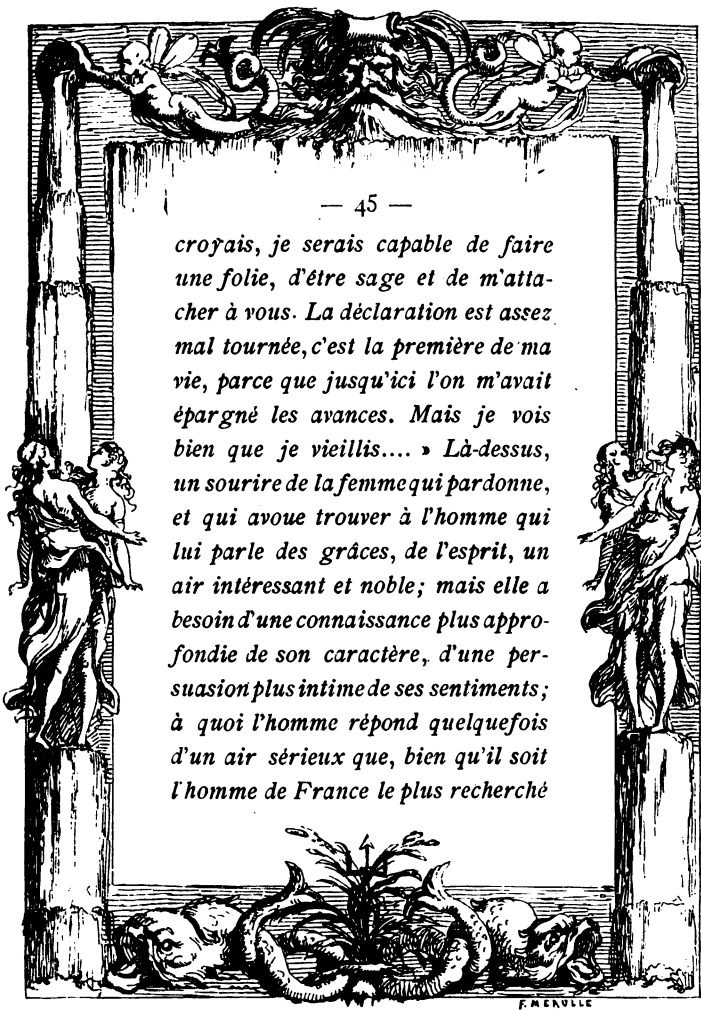 — 45 —
croyais, je serais capable de faire
une folie, d'être sage et de m'atta-
cher à vous. La déclaration est assez
mal tournée, c'est la première de ma
vie, parce que jusqu'ici l'on m'avait
épargné les avances. Mais je vois
bien que je vieillis.... » Là-dessus,
un sourire de la femme qui pardonne,
et qui avoue trouver à l'homme qui
lui parle des grâces, de l'esprit, un
air intéressant et noble; mais elle a
besoin d'une connaissance plus appro-
fondie de son caractère, d'une per-
suasion plus intime de ses sentiments;
à quoi l'homme répond quelquefois
d'un air sérieux que, bien qu'il soit
l'homme de France le plus recherché
F. MÉAULLE